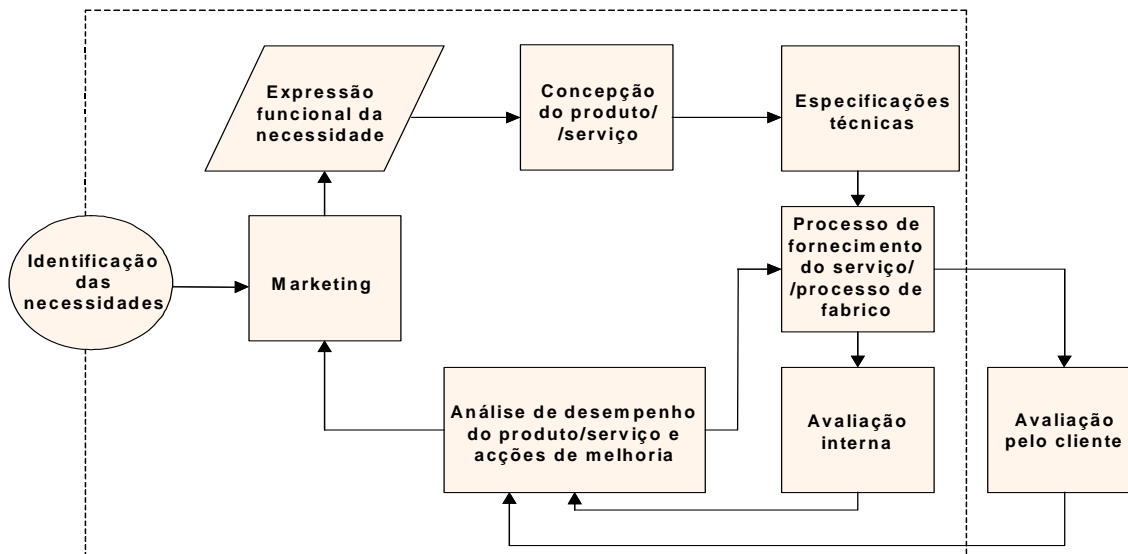 Expressão
funcional da
necessidade
Concepção
do produto/
/serviço
Especificações
técnicas
Identificação
das
necessidades
Marketing
Processo de
fornecimento
do serviço/
/processo de
fabrico
Análise de desempenho
do produto/serviço e
acções de melhoria
Avaliação
interna
Avaliação
pelo cliente